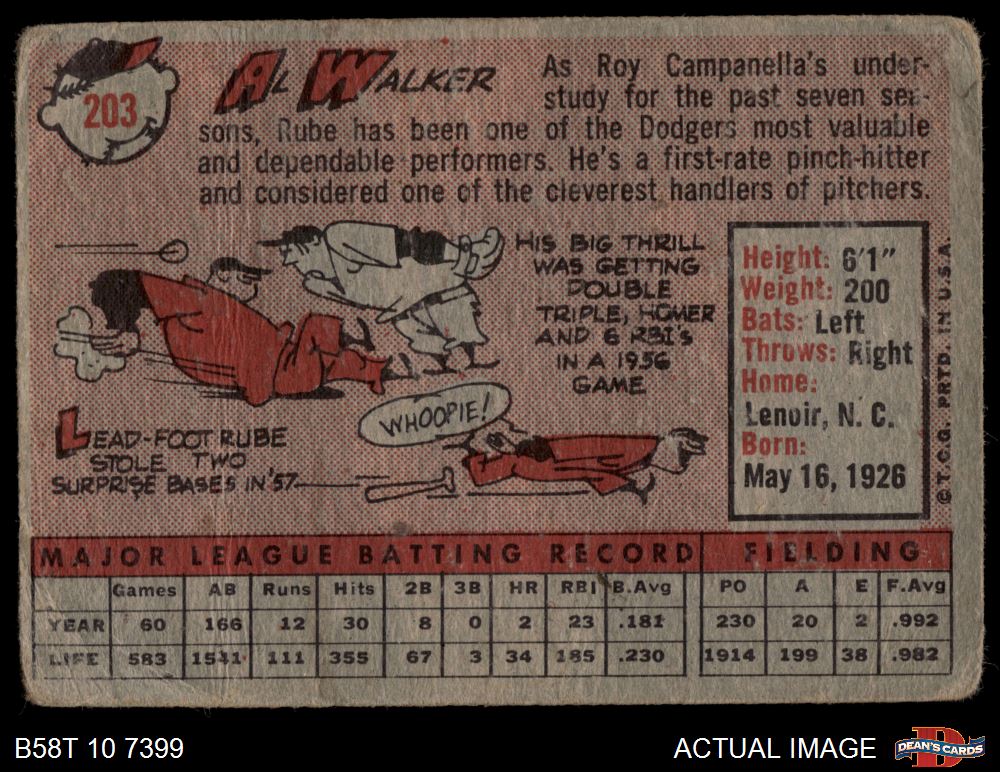 203
AL WALKER
As Roy Campanella's under-
study for the past seven sea-
sons, Rube has been one of the Dodgers most valuable
and dependable performers. He's a first-rate pinch-hitter
and considered one of the cleverest handlers of pitchers.
HIS BIG THRILL
WAS GETTING
DOUBLE
TRIPLE, HOMER
AND 6 RBI'S
IN A 1956
GAME
WHOOPIE!
LEAD-FOOT RUBE
STOLE TWO
SURPRISE BASES IN '57
Height: 6'1"
Weight: 200
Bats: Left
Throws: Right
Home:
Lenoir, N. C.
Born:
May 16, 1926
© T.C.G. PRTD. IN U.S.A.
MAJOR LEAGUE BATTING RECORD FIELDING
Games AB Runs Hits 2B 3B HR RBI B.Avg PO A E F.Avg
YEAR 60 166 12 30 8 0 2 23 .181 230 20 2 .992
LIFE 583 1541 111 355 67 3 34 185 .230 1914 199 38 .982
B58T 10 7399
ACTUAL IMAGE
D
DEAN'S CARDS